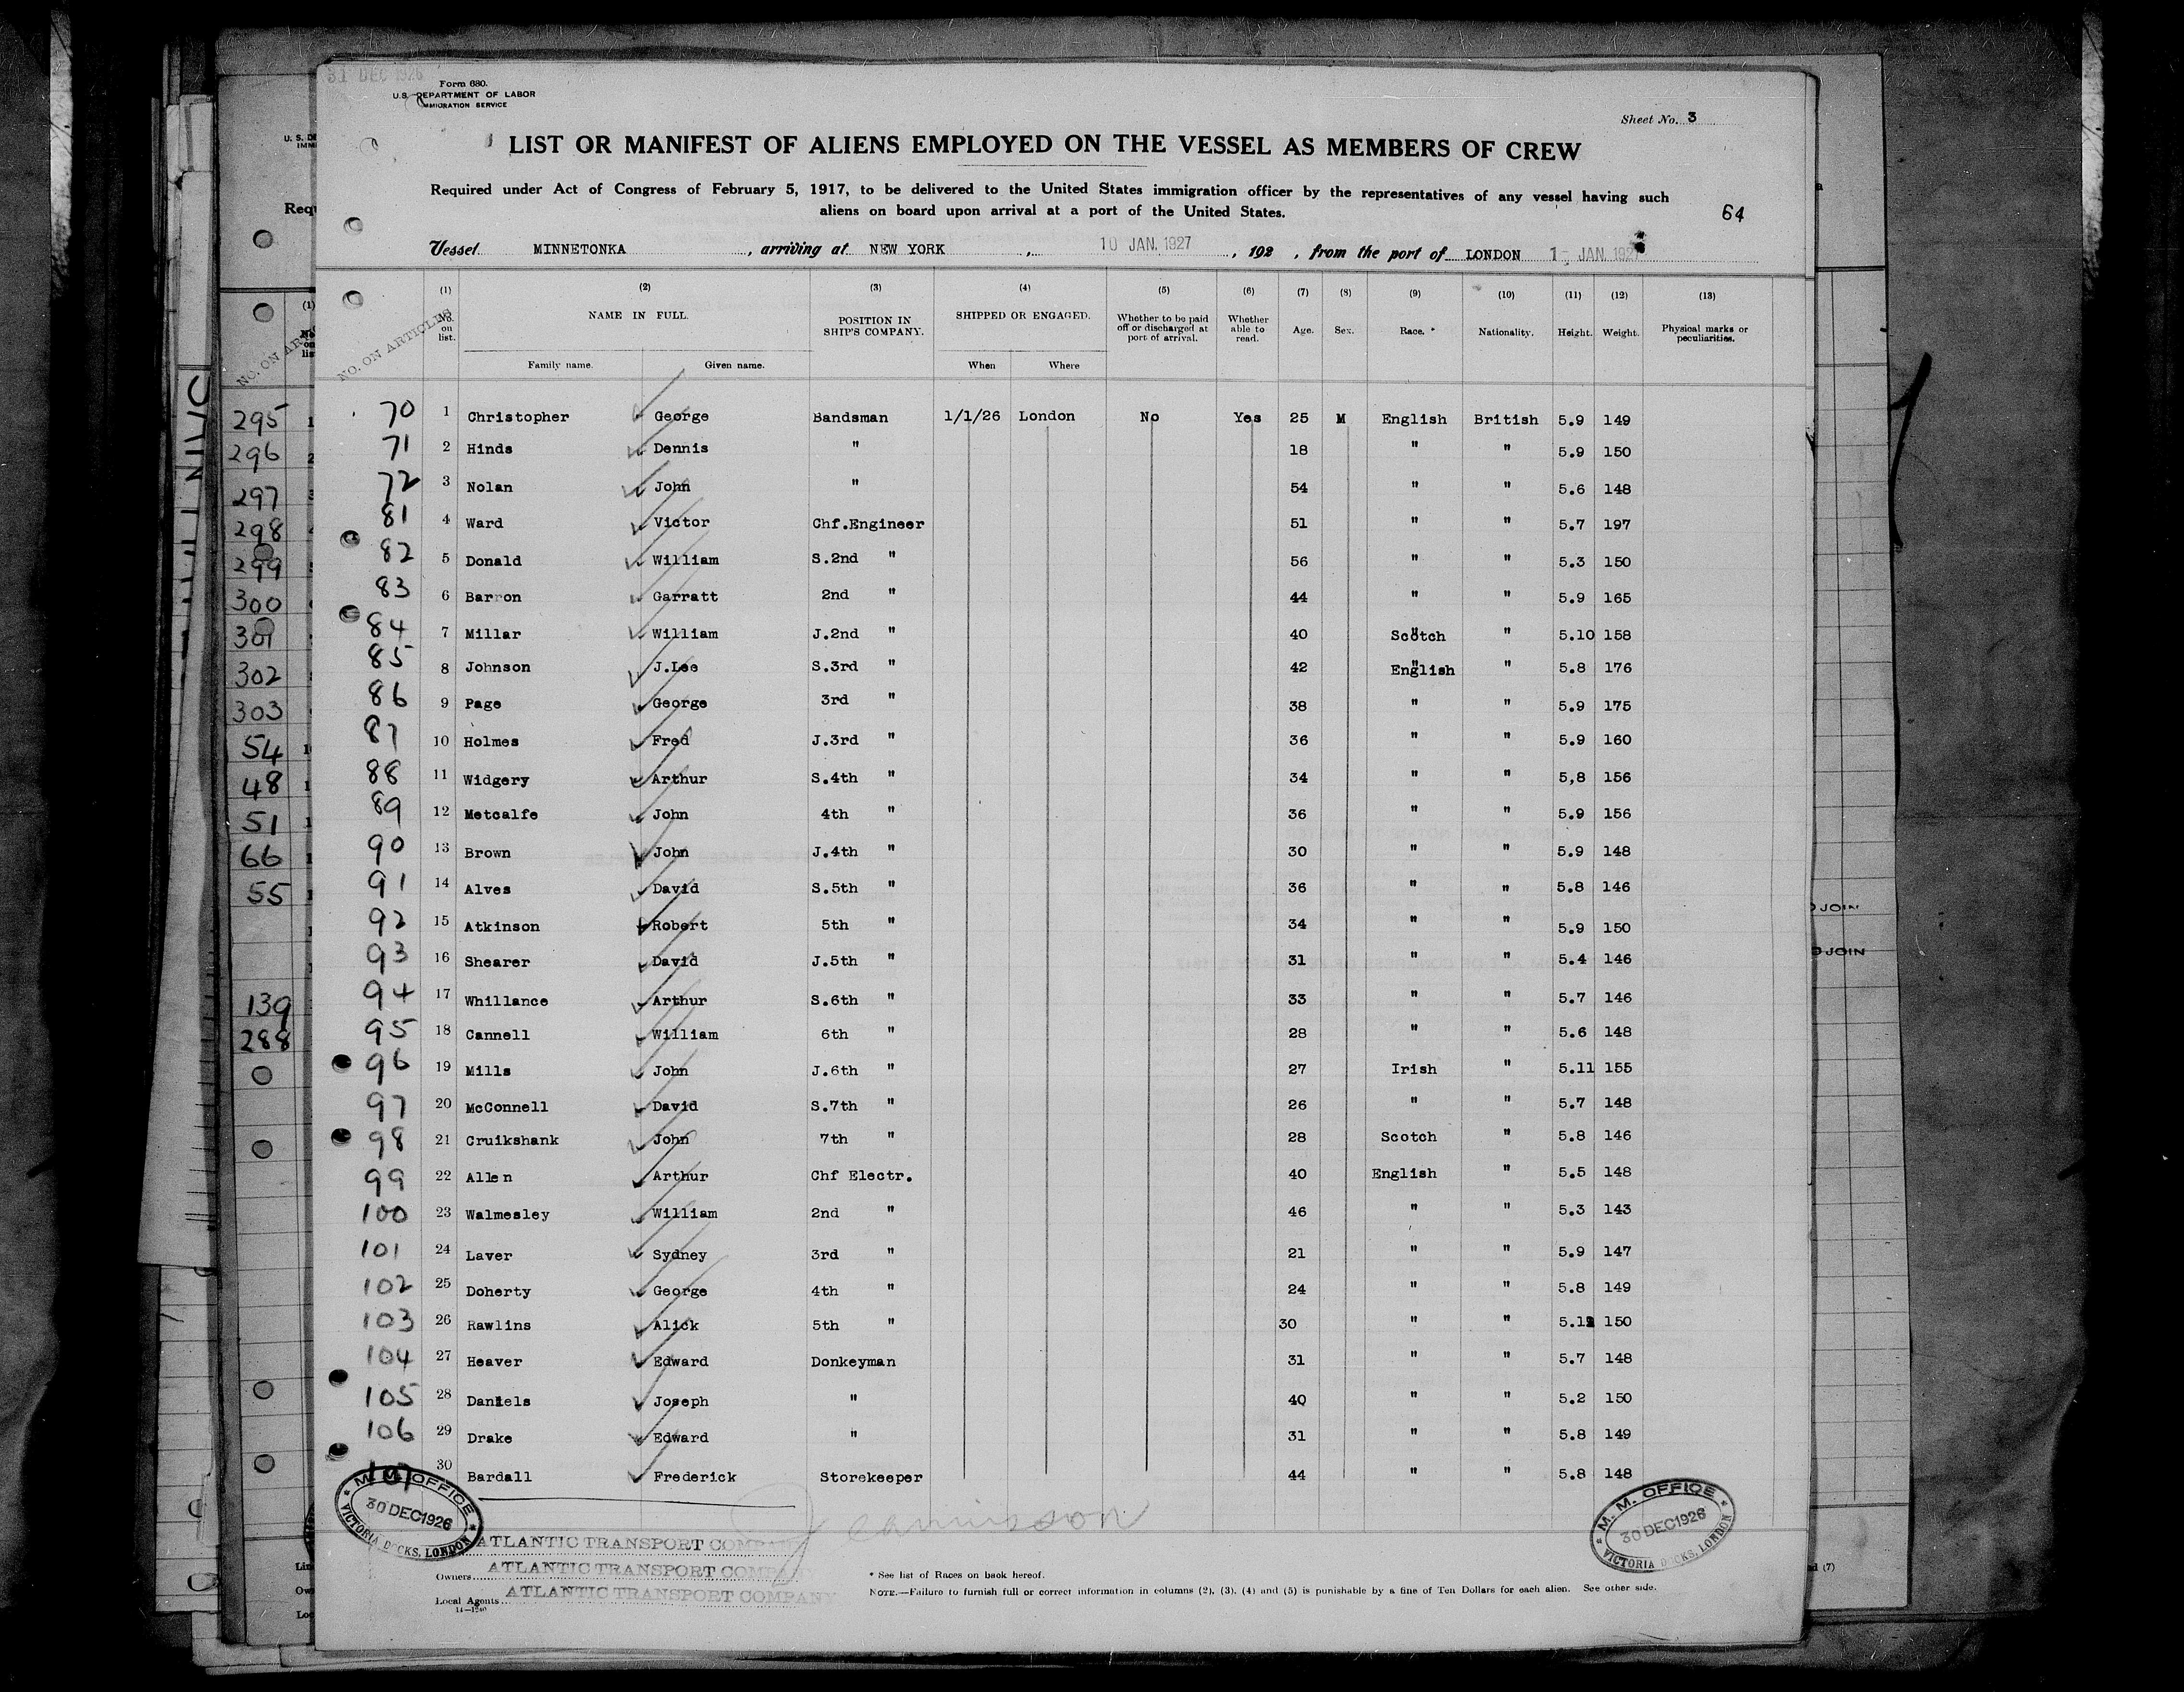 31 DEC 1926
Form 680.
U.S. DEPARTMENT OF LABOR
IMMIGRATION SERVICE
Sheet No. 3
LIST OR MANIFEST OF ALIENS EMPLOYED ON THE VESSEL AS MEMBERS OF CREW
Required under Act of Congress of February 5, 1917, to be delivered to the United States immigration officer by the representatives of any vessel having such
aliens on board upon arrival at a port of the United States.
64
Vessel MINNETONKA, arriving at NEW YORK, 10 JAN. 1927, 192 , from the port of LONDON 1 - JAN. 1927
NO. ON ARTICLES (1) No. on list. (2) NAME IN FULL. Family name. Given name. (3) POSITION IN SHIP'S COMPANY. (4) SHIPPED OR ENGAGED. When Where (5) Whether to be paid off or discharged at port of arrival. (6) Whether able to read. (7) Age. (8) Sex. (9) Race. * (10) Nationality. (11) Height. (12) Weight. (13) Physical marks or peculiarities.
70 1 Christopher George Bandsman 1/1/26 London No Yes 25 M English British 5.9 149
71 2 Hinds Dennis " 18 " " 5.9 150
72 3 Nolan John " 54 " " 5.6 148
81 4 Ward Victor Chf.Engineer 51 " " 5.7 197
82 5 Donald William S.2nd " 56 " " 5.3 150
83 6 Barron Garratt 2nd " 44 " " 5.9 165
84 7 Millar William J.2nd " 40 Scotch " 5.10 158
85 8 Johnson J.Lee S.3rd " 42 English " 5.8 176
86 9 Page George 3rd " 38 " " 5.9 175
87 10 Holmes Fred J.3rd " 36 " " 5.9 160
88 11 Widgery Arthur S.4th " 34 " " 5,8 156
89 12 Metcalfe John 4th " 36 " " 5.9 156
90 13 Brown John J.4th " 30 " " 5.9 148
91 14 Alves David S.5th " 36 " " 5.8 146
92 15 Atkinson Robert 5th " 34 " " 5.9 150
93 16 Shearer David J.5th " 31 " " 5.4 146
94 17 Whillance Arthur S.6th " 33 " " 5.7 146
95 18 Cannell William 6th " 28 " " 5.6 148
96 19 Mills John J.6th " 27 Irish " 5.11 155
97 20 McConnell David S.7th " 26 " " 5.7 148
98 21 Cruikshank John 7th " 28 Scotch " 5.8 146
99 22 Allen Arthur Chf Electr. 40 English " 5.5 148
100 23 Walmesley William 2nd " 46 " " 5.3 143
101 24 Laver Sydney 3rd " 21 " " 5.9 147
102 25 Doherty George 4th " 24 " " 5.8 149
103 26 Rawlins Alick 5th " 30 " " 150
104 27 Heaver Edward Donkeyman 31 " " 5.7 148
105 28 Daniels Joseph " 40 " " 5.2 150
106 29 Drake Edward " 31 " " 5.8 149
107 30 Bardall Frederick Storekeeper 44 " " 5.8 148
M. M. OFFICE 30 DEC 1926 VICTORIA DOCKS, LONDON
M. M. OFFICE 30 DEC 1926 VICTORIA DOCKS, LONDON
ATLANTIC TRANSPORT COMPANY
Owners ATLANTIC TRANSPORT COMPANY
Local Agents ATLANTIC TRANSPORT COMPANY
14—1240
* See list of Races on back hereof.
NOTE.—Failure to furnish full or correct information in columns (2), (3), (4) and (5) is punishable by a fine of Ten Dollars for each alien. See other side.
NO. ON ARTICLES
295
296
297
298
299
300
301
302
303
54
48
51
66
55
139
288
JOIN
JOIN